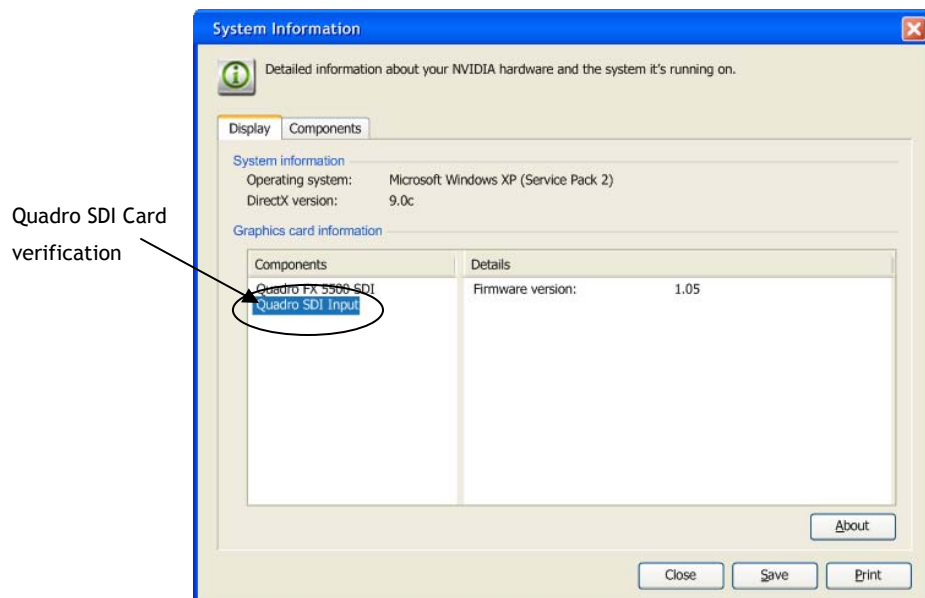 System Information
Detailed information about your NVIDIA hardware and the system it's running on.
Display Components
System information
Operating system: Microsoft Windows XP (Service Pack 2)
DirectX version: 9.0c
Graphics card information
Quadro SDI Card
verification
Components Details
Quadro FX 5500 SDI Firmware version: 1.05
Quadro SDI Input
About
Close Save Print